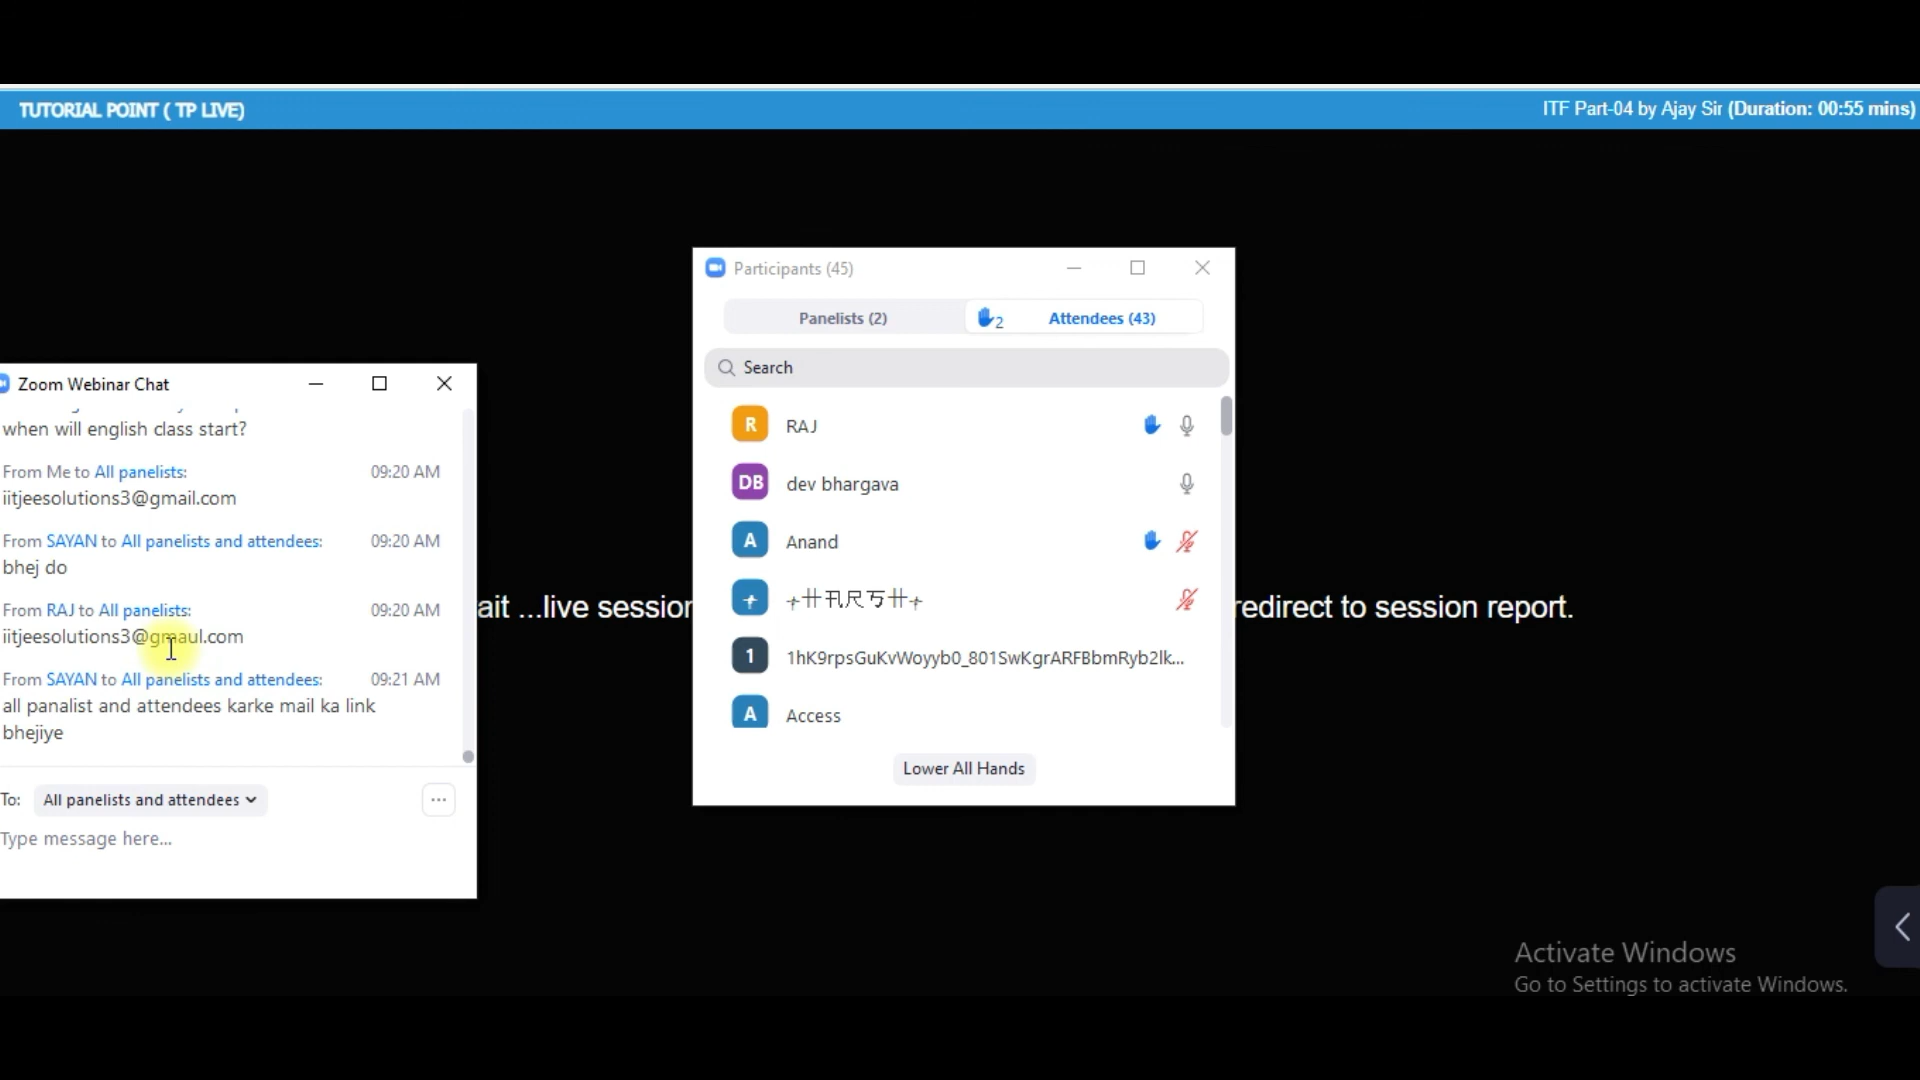 TUTORIAL POINT ( TP LIVE)
ITF Part-04 by Ajay Sir (Duration: 00:55 mins)
Zoom Webinar Chat
when will english class start?
From Me to All panelists: 09:20 AM
iitjeesolutions3@gmail.com
From SAYAN to All panelists and attendees: 09:20 AM
bhej do
From RAJ to All panelists: 09:20 AM
iitjeesolutions3@gmaul.com
From SAYAN to All panelists and attendees: 09:21 AM
all panalist and attendees karke mail ka link
bhejiye
To: All panelists and attendees
Type message here...
ait ...live session
Participants (45)
Panelists (2)
2 Attendees (43)
Search
R RAJ
DB dev bhargava
A Anand
1 1hK9rpsGuKvWoyyb0_801SwKgrARFBbmRyb2lk...
A Access
Lower All Hands
redirect to session report.
Activate Windows
Go to Settings to activate Windows.